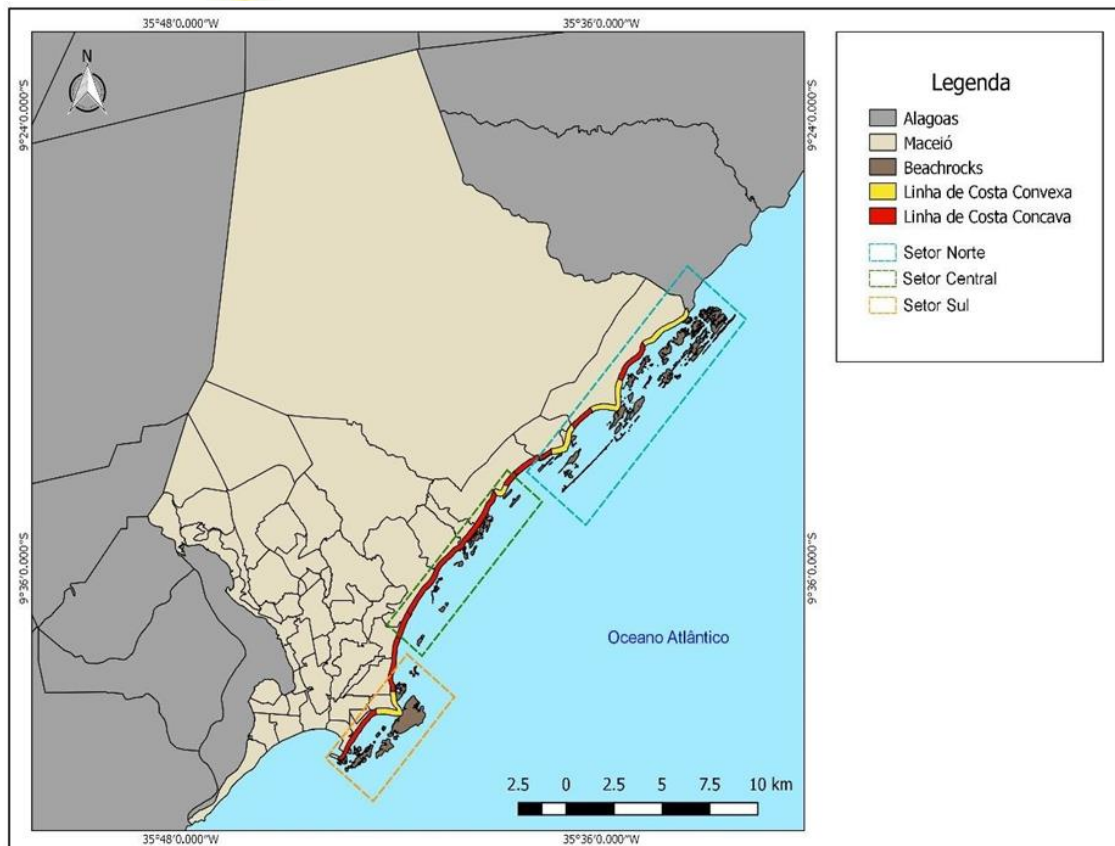 35°48'0.000"W
35°36'0.000"W
N
9°24'0.000"S
9°24'0.000"S
Legenda
Alagoas
Maceió
Beachrocks
Linha de Costa Convexa
Linha de Costa Concava
Setor Norte
Setor Central
Setor Sul
9°36'0.000"S
9°36'0.000"S
Oceano Atlântico
2.5 0 2.5 5 7.5 10 km
35°48'0.000"W
35°36'0.000"W